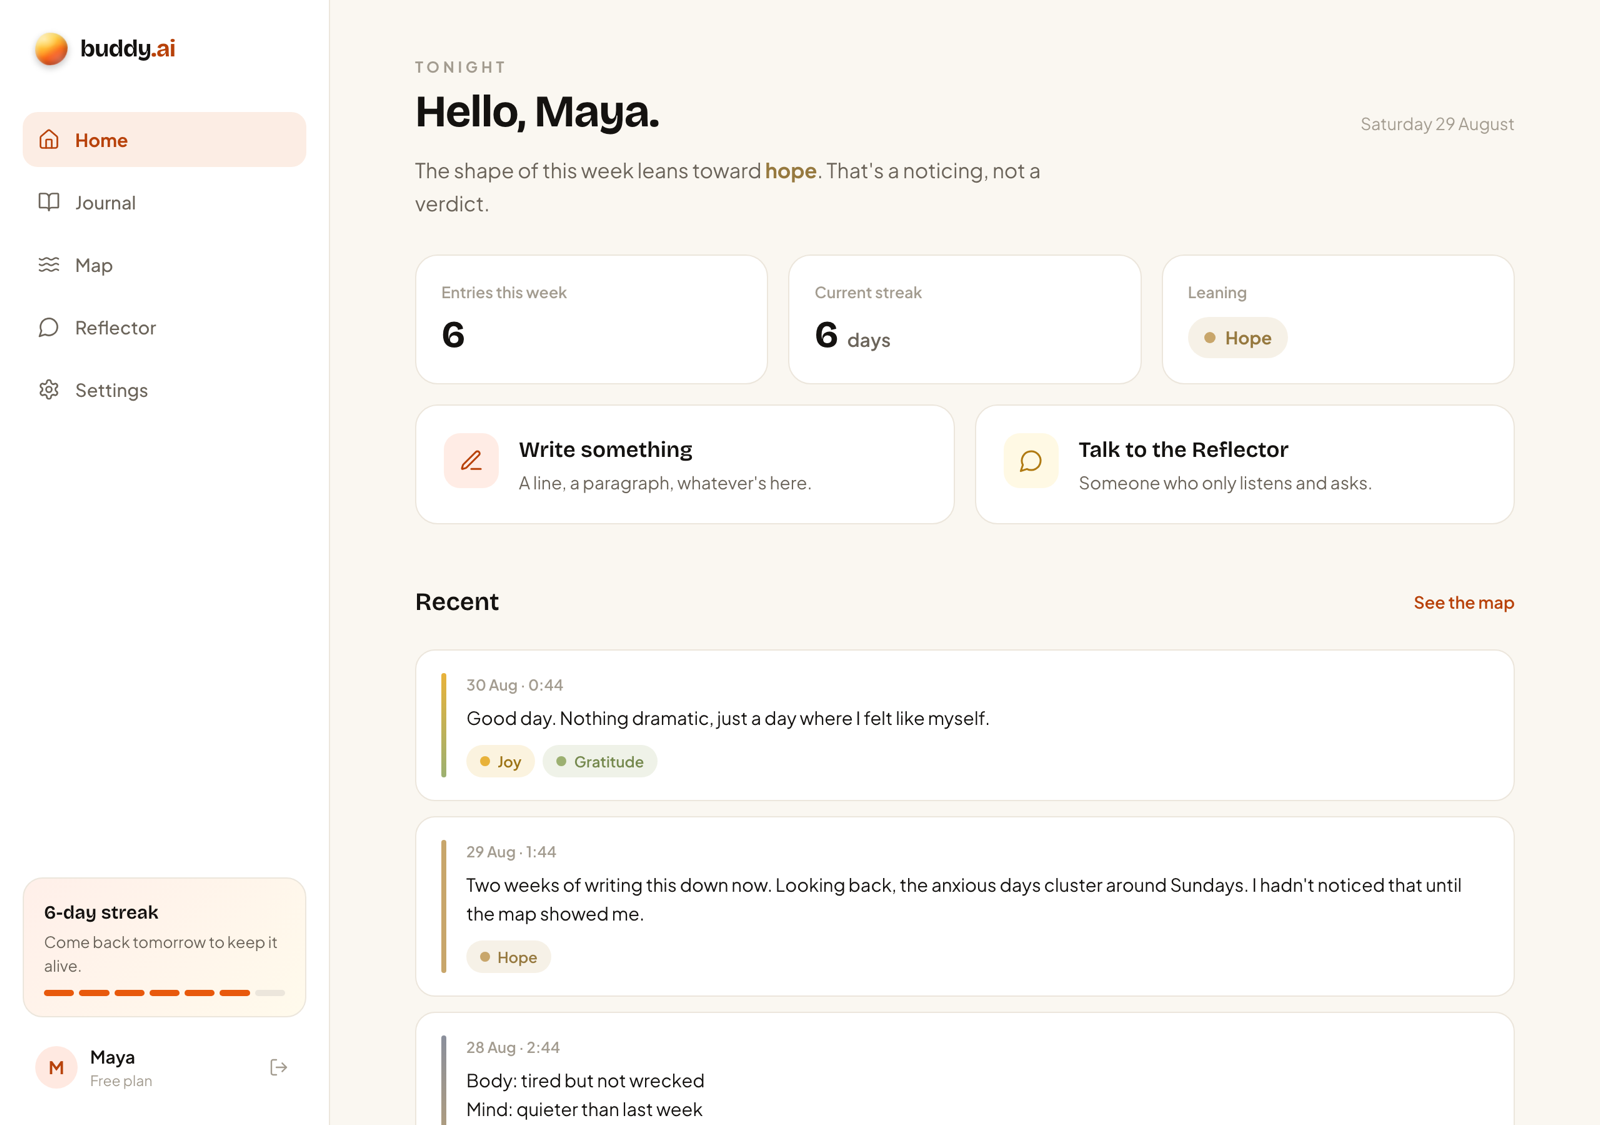 buddy.ai
Home
Journal
Map
Reflector
Settings
6-day streak
Come back tomorrow to keep it
alive.
M
Maya
Free plan
TONIGHT
Hello, Maya.
Saturday 29 August
The shape of this week leans toward hope. That's a noticing, not a
verdict.
Entries this week
6
Current streak
6 days
Leaning
Hope
Write something
A line, a paragraph, whatever's here.
Talk to the Reflector
Someone who only listens and asks.
Recent
See the map
30 Aug · 0:44
Good day. Nothing dramatic, just a day where I felt like myself.
Joy
Gratitude
29 Aug · 1:44
Two weeks of writing this down now. Looking back, the anxious days cluster around Sundays. I hadn't noticed that until
the map showed me.
Hope
28 Aug · 2:44
Body: tired but not wrecked
Mind: quieter than last week